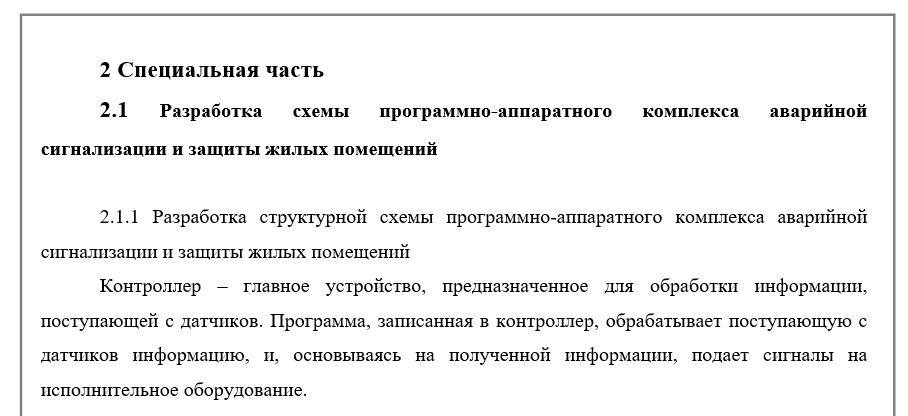 2 Специальная часть
2.1 Разработка схемы программно-аппаратного комплекса аварийной
сигнализации и защиты жилых помещений
2.1.1 Разработка структурной схемы программно-аппаратного комплекса аварийной
сигнализации и защиты жилых помещений
Контроллер – главное устройство, предназначенное для обработки информации,
поступающей с датчиков. Программа, записанная в контроллер, обрабатывает поступающую с
датчиков информацию, и, основываясь на полученной информации, подает сигналы на
исполнительное оборудование.